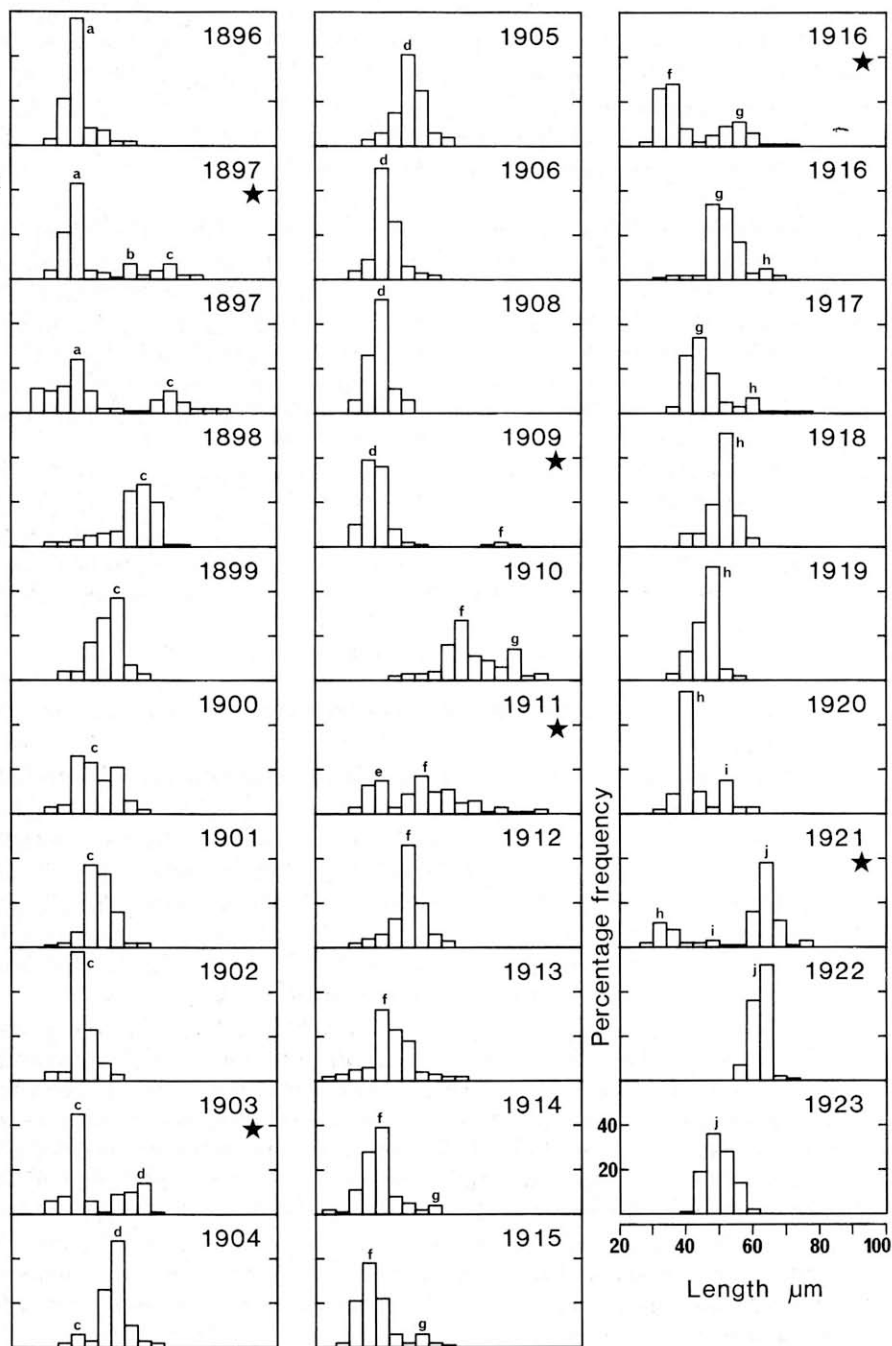 1896
a
1897
★
a
b
c
1897
a
c
1898
c
1899
c
1900
c
1901
c
1902
c
1903
★
c
d
1904
c
d
1905
d
1906
d
1908
d
1909
★
d
f
1910
f
g
1911
★
e
f
1912
f
1913
f
1914
f
g
1915
f
g
1916
★
f
g
1916
g
h
1917
g
h
1918
h
1919
h
1920
h
i
1921
★
h
i
j
1922
j
1923
j
Percentage frequency
40
20
20 40 60 80 100
Length µm